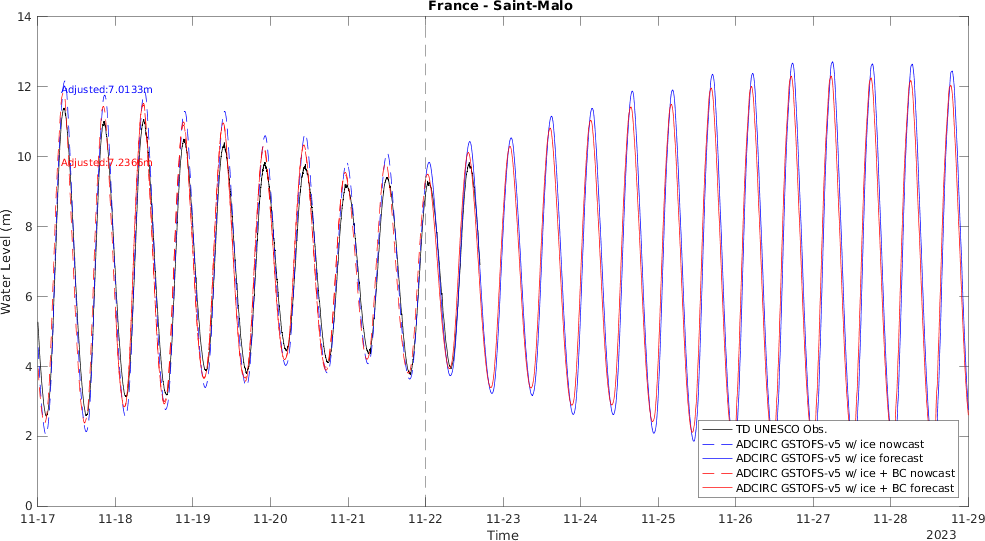 France - Saint-Malo
14
12
10
8
6
4
2
0
Water Level (m)
Adjusted:7.0133m
Adjusted:7.2366m
TD UNESCO Obs.
ADCIRC GSTOFS-v5 w/ ice nowcast
ADCIRC GSTOFS-v5 w/ ice forecast
ADCIRC GSTOFS-v5 w/ ice + BC nowcast
ADCIRC GSTOFS-v5 w/ ice + BC forecast
11-17 11-18 11-19 11-20 11-21 11-22 11-23 11-24 11-25 11-26 11-27 11-28 11-29
Time
2023